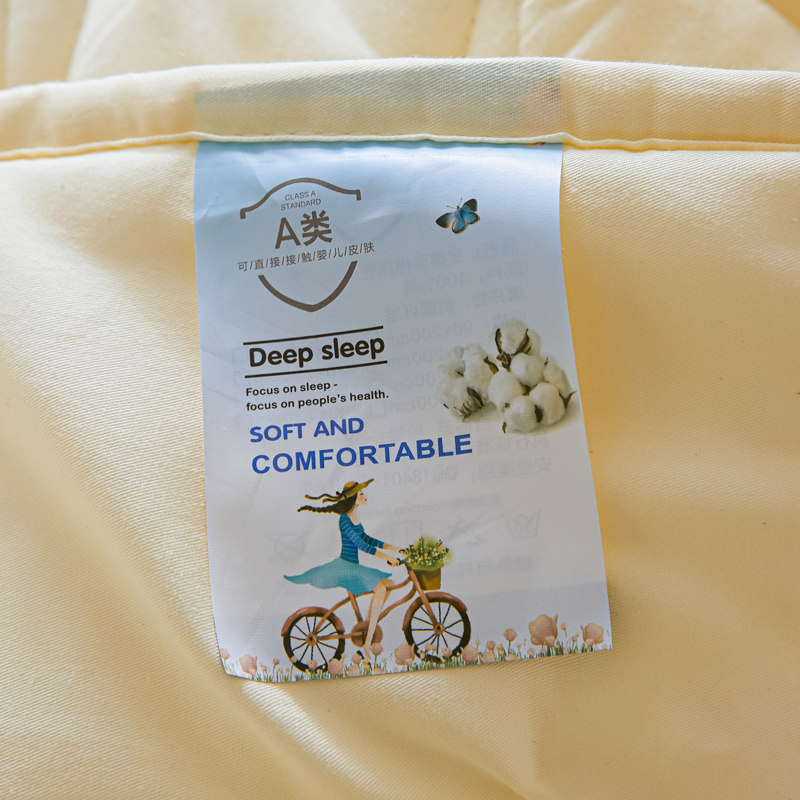 CLASS A
STANDARD
A类
可/直/接/接/触/婴/儿/皮/肤
Deep sleep
Focus on sleep -
focus on people's health.
SOFT AND
COMFORTABLE